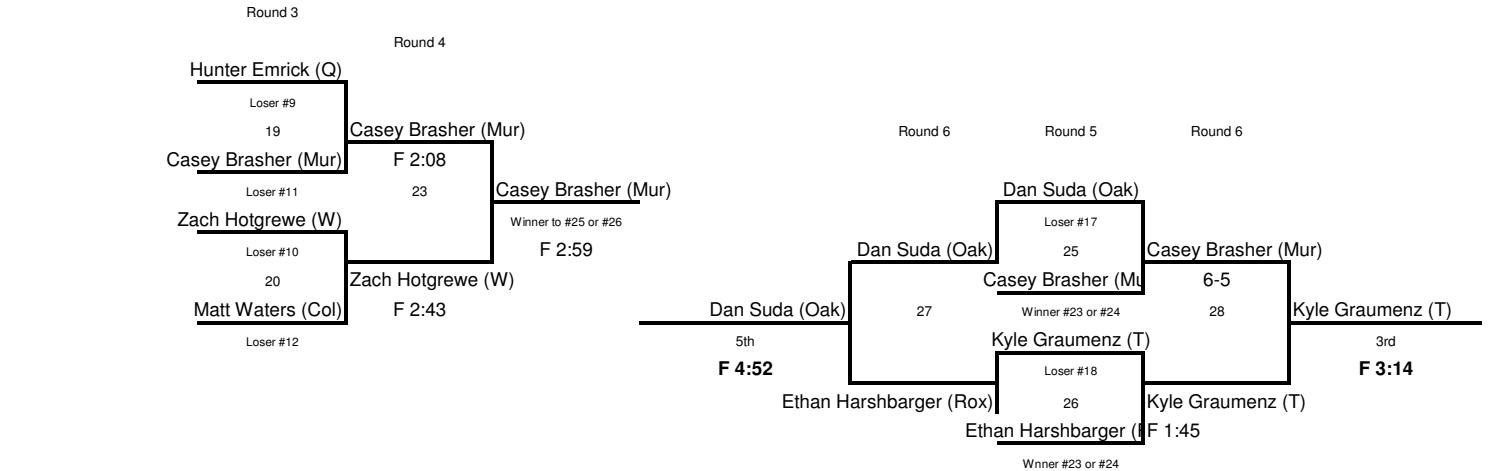 Round 3
Round 4
Hunter Emrick (Q)
Loser #9
19
Casey Brasher (Mur)
Casey Brasher (Mur)
F 2:08
Loser #11
23
Casey Brasher (Mur)
Zach Hotgrewe (W)
Winner to #25 or #26
Loser #10
F 2:59
20
Zach Hotgrewe (W)
Matt Waters (Col)
F 2:43
Loser #12
Round 6
Round 5
Round 6
Dan Suda (Oak)
Loser #17
Dan Suda (Oak)
25
Casey Brasher (Mur)
Casey Brasher (Mu
6-5
Dan Suda (Oak)
27
Winner #23 or #24
28
Kyle Graumenz (T)
5th
Kyle Graumenz (T)
3rd
F 4:52
Loser #18
F 3:14
Ethan Harshbarger (Rox)
26
Kyle Graumenz (T)
Ethan Harshbarger (
F 1:45
Wnner #23 or #24